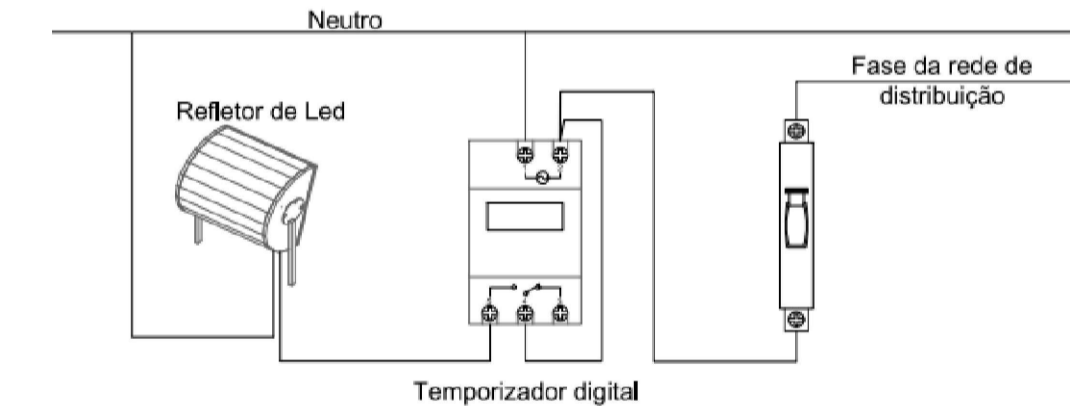 Neutro
Fase da rede de
distribuição
Refletor de Led
Temporizador digital